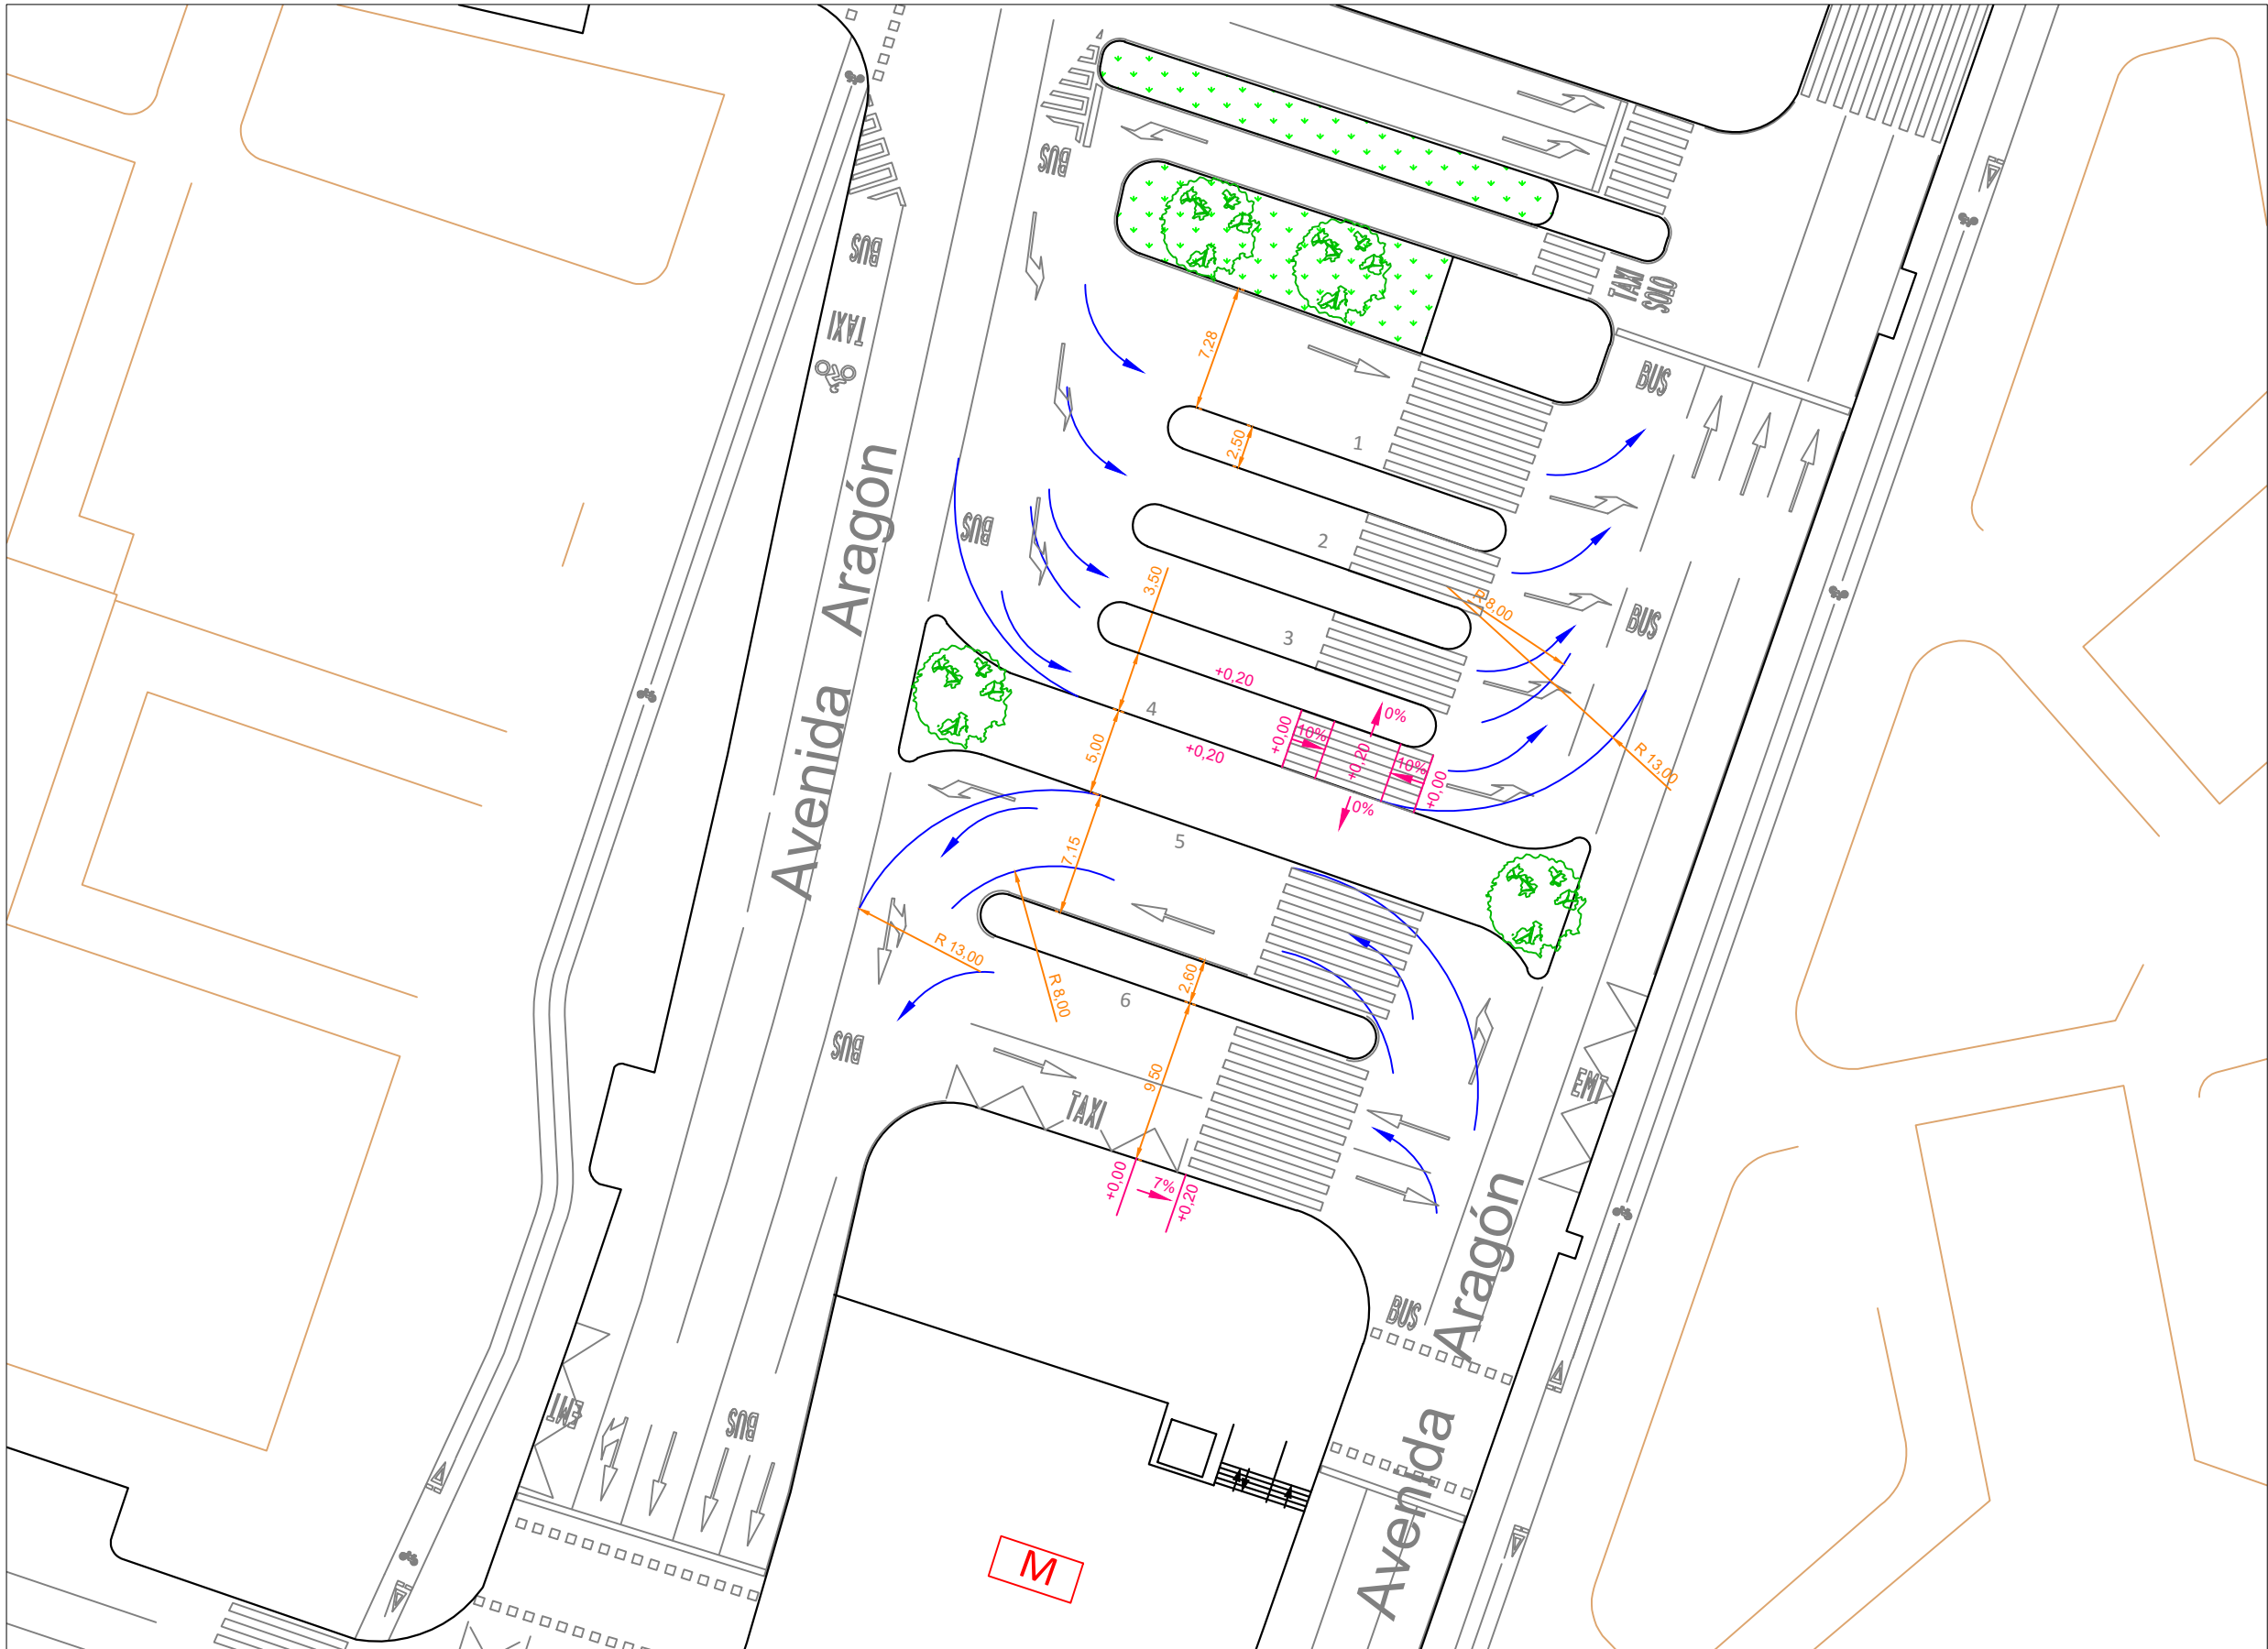 BUS
BUS
TAXI
TAXI
SOLO
7,28
BUS
1
2,50
Avenida Aragón
BUS
2
3,50
R 8,00
BUS
3
+0,20
4
0%
+0,00
10%
+0,20
5,00
+0,20
10%
+0,00
R 13,00
0%
7,15
5
R 13,00
2,60
R 8,00
6
BUS
9,50
EMT
TAXI
+0,00
7%
+0,20
Avenida Aragón
BUS
EMT
BUS
M